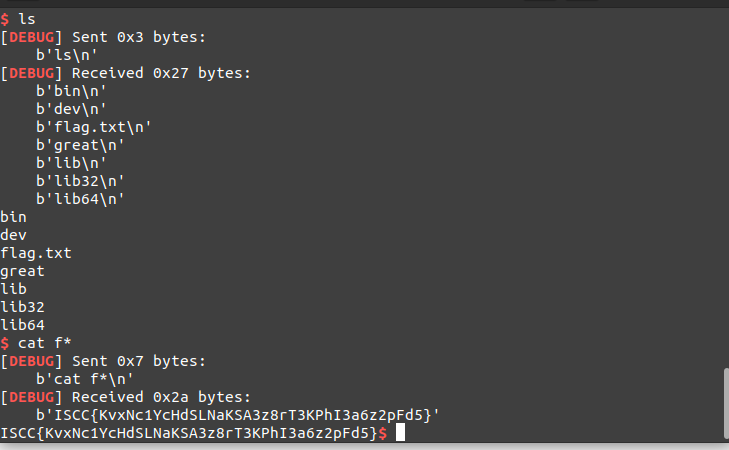 $ ls
[DEBUG] Sent 0x3 bytes:
    b'ls\n'
[DEBUG] Received 0x27 bytes:
    b'bin\n'
    b'dev\n'
    b'flag.txt\n'
    b'great\n'
    b'lib\n'
    b'lib32\n'
    b'lib64\n'
bin
dev
flag.txt
great
lib
lib32
lib64
$ cat f*
[DEBUG] Sent 0x7 bytes:
    b'cat f*\n'
[DEBUG] Received 0x2a bytes:
    b'ISCC{KvxNc1YcHdSLNaKSA3z8rT3KPhI3a6z2pFd5}'
ISCC{KvxNc1YcHdSLNaKSA3z8rT3KPhI3a6z2pFd5}$